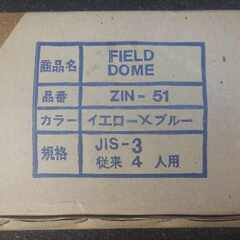 商品名 FIELD DOME
品番 ZIN-51
カラー イエロー×ブルー
規格 JIS-3
従来4人用